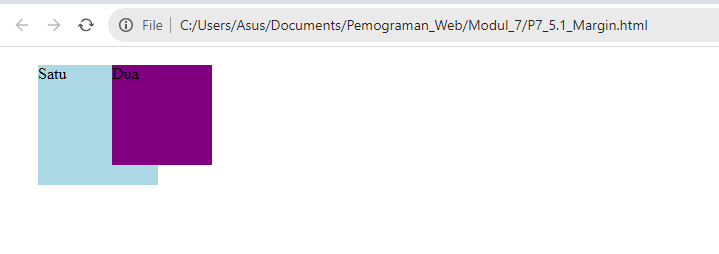 File C:/Users/Asus/Documents/Pemograman_Web/Modul_7/P7_5.1_Margin.html
Satu Dua